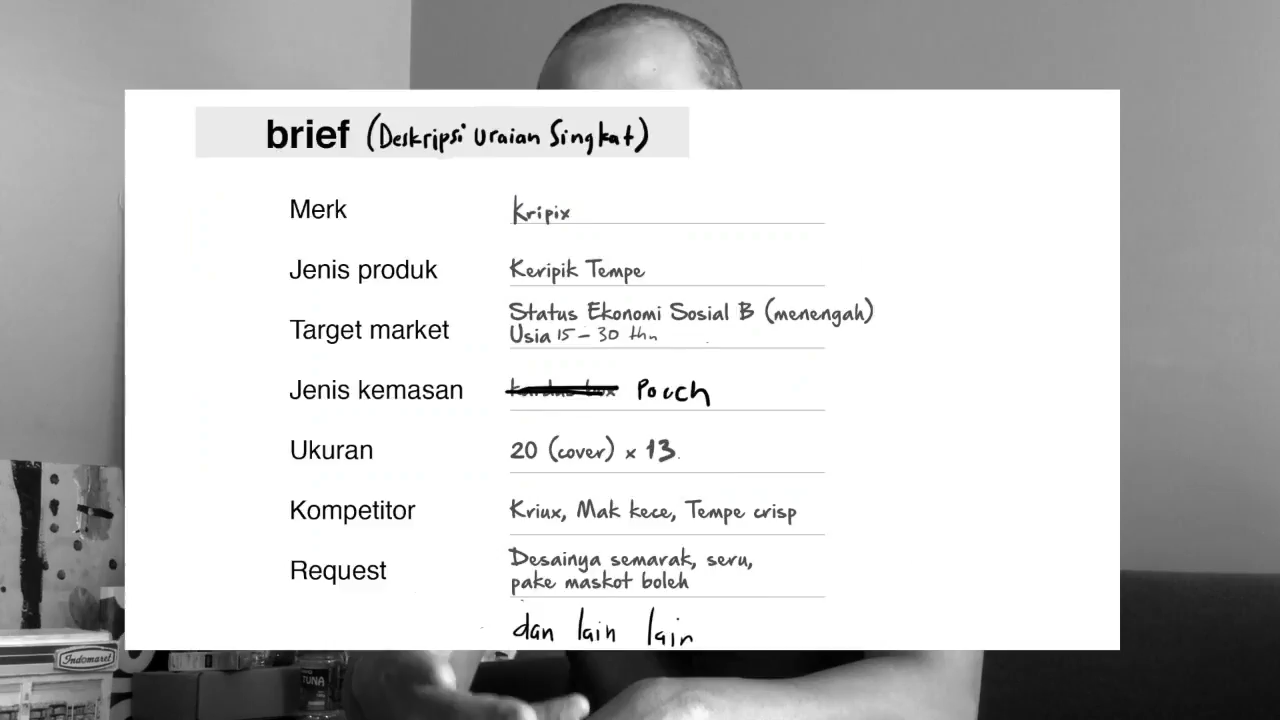 brief (Deskripsi Uraian Singkat)
Merk Kripix
Jenis produk Keripik Tempe
Target market Status Ekonomi Sosial B (menengah)
Usia 15 - 30 thn
Jenis kemasan Pouch
Ukuran 20 (cover) x 13
Kompetitor Kriux, Mak kece, Tempe crisp
Request Desainya semarak, seru,
pake maskot boleh
dan lain lain
Indomaret
TUNA